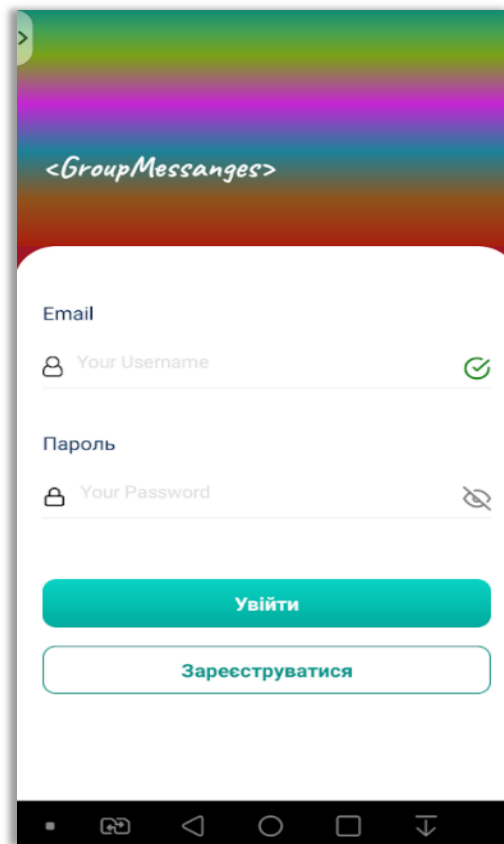 <GroupMessanges>
Email
Your Username
Пароль
Your Password
Увійти
Зареєструватися